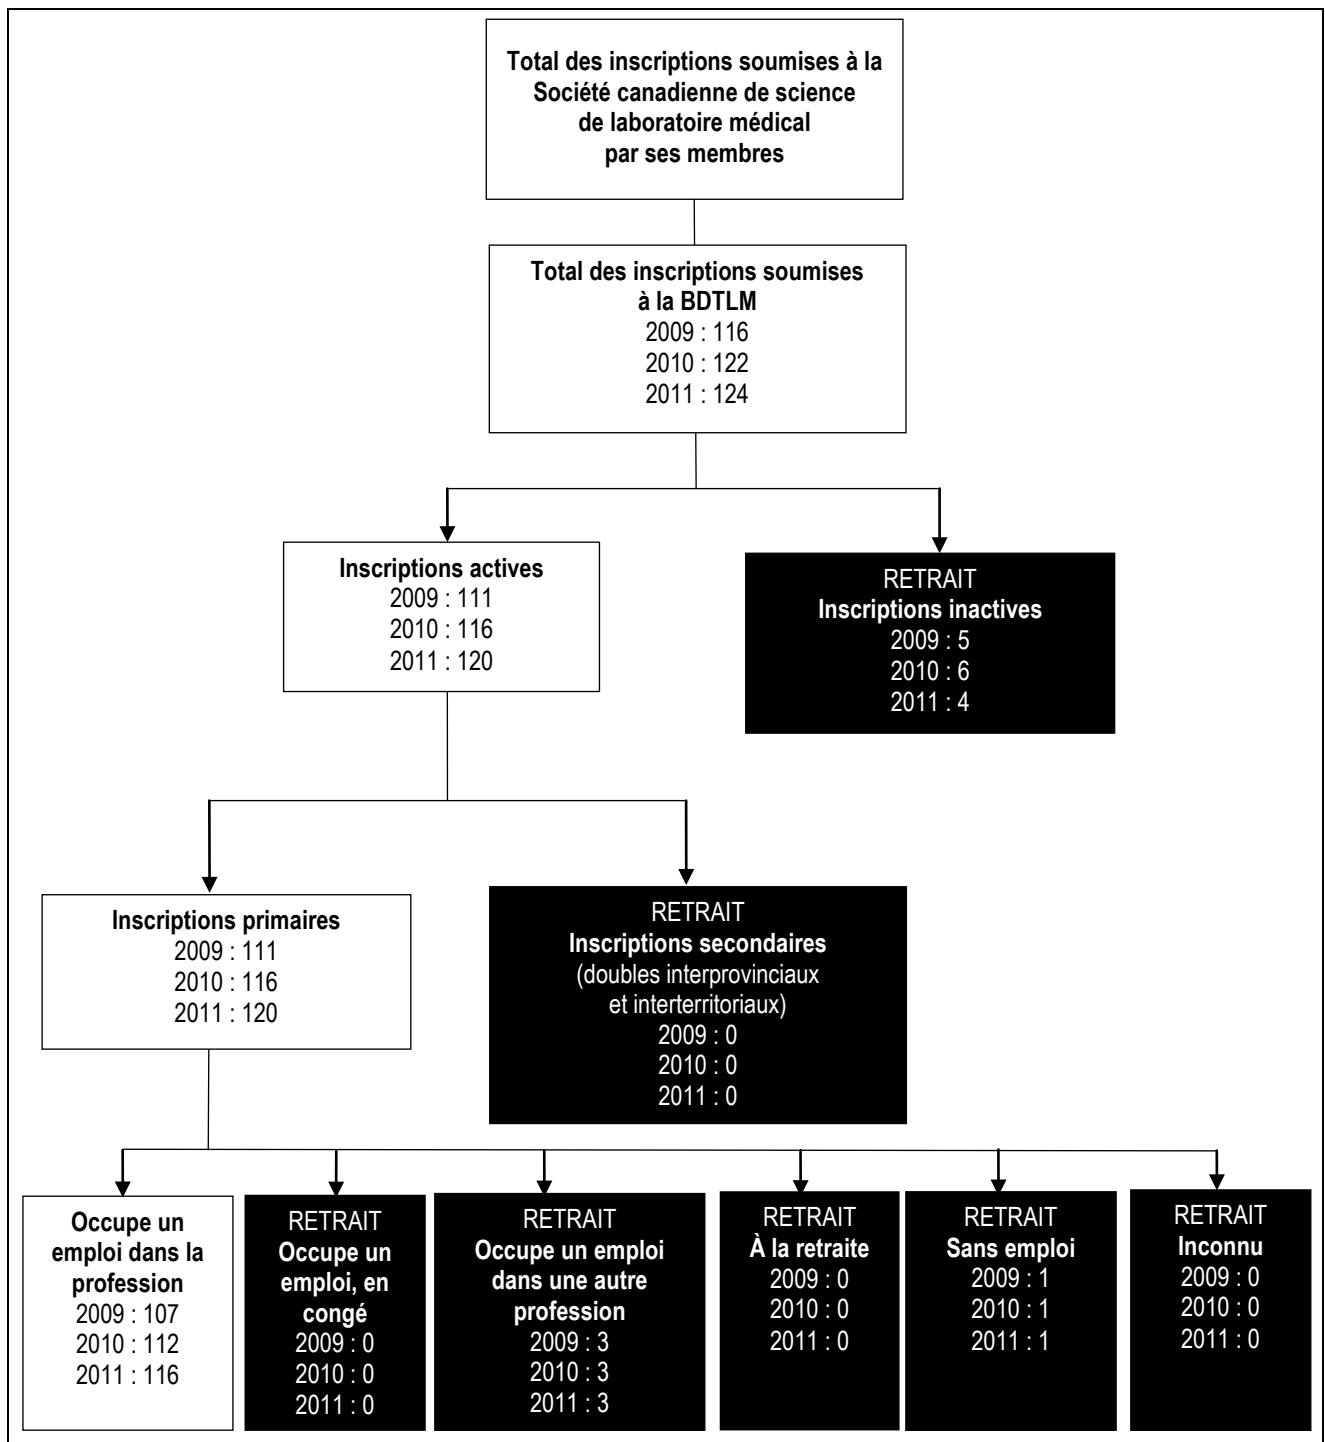 Total des inscriptions soumises à la
Société canadienne de science
de laboratoire médical
par ses membres
Total des inscriptions soumises
à la BDTLM
2009 : 116
2010 : 122
2011 : 124
Inscriptions actives
2009 : 111
2010 : 116
2011 : 120
RETRAIT
Inscriptions inactives
2009 : 5
2010 : 6
2011 : 4
Inscriptions primaires
2009 : 111
2010 : 116
2011 : 120
RETRAIT
Inscriptions secondaires
(doubles interprovinciaux
et interterritoriaux)
2009 : 0
2010 : 0
2011 : 0
Occupe un
emploi dans la
profession
2009 : 107
2010 : 112
2011 : 116
RETRAIT
Occupe un
emploi, en
congé
2009 : 0
2010 : 0
2011 : 0
RETRAIT
Occupe un emploi
dans une autre
profession
2009 : 3
2010 : 3
2011 : 3
RETRAIT
À la retraite
2009 : 0
2010 : 0
2011 : 0
RETRAIT
Sans emploi
2009 : 1
2010 : 1
2011 : 1
RETRAIT
Inconnu
2009 : 0
2010 : 0
2011 : 0